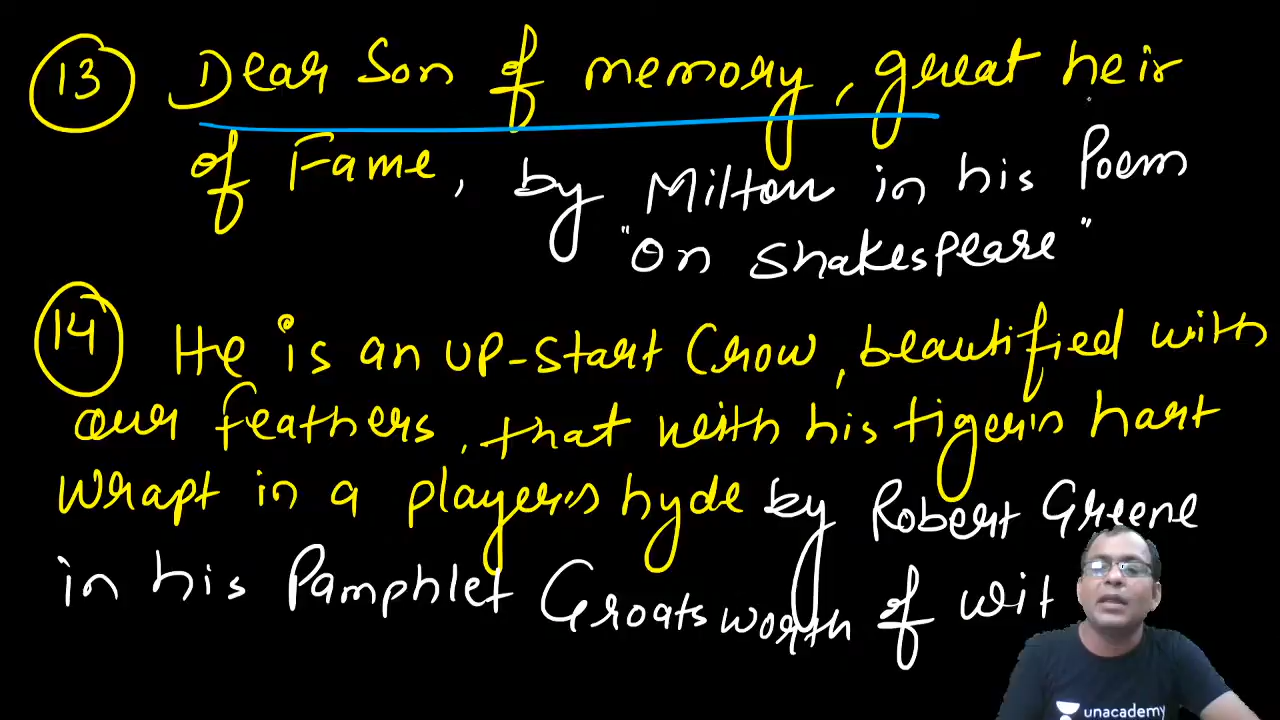 13 Dear Son of memory, great heir
of Fame, by Milton in his Poem
"On Shakespeare"
14 He is an up-start Crow, beautified with
our feathers, that with his tiger's hart
wrapt in a player's hyde by Robert Greene
in his Pamphlet Groatsworth of wit
unacademy